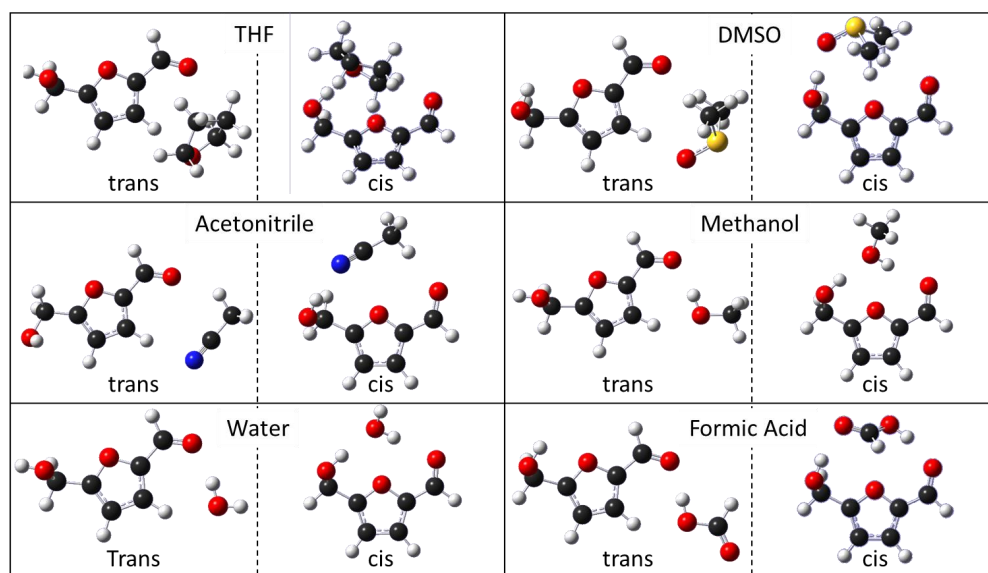 THF
trans
cis
DMSO
trans
cis
Acetonitrile
trans
cis
Methanol
trans
cis
Water
Trans
cis
Formic Acid
trans
cis